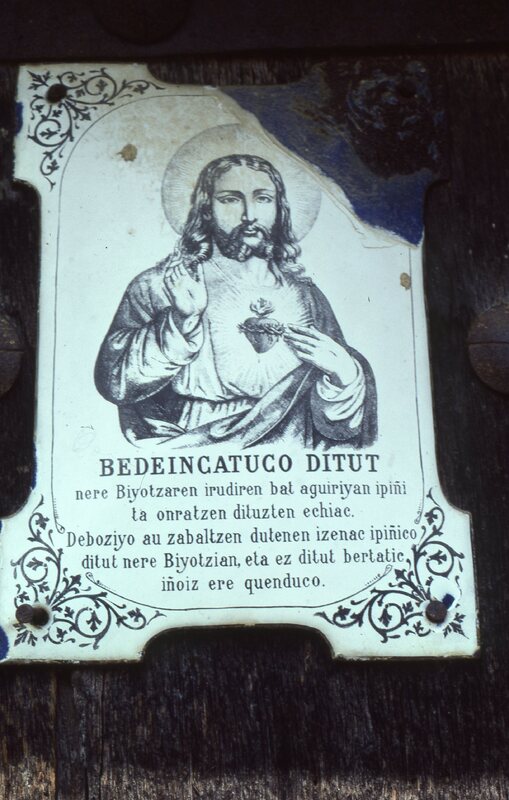 BEDEINCATUCO DITUT
nere Biyotzaren irudiren bat aguiriyan ipiñi
ta onratzen dituzten echiac.
Deboziyo au zabaltzen dutenen izenac ipiñico
ditut nere Biyotzian, eta ez ditut bertatic
iñoiz ere quenduco.